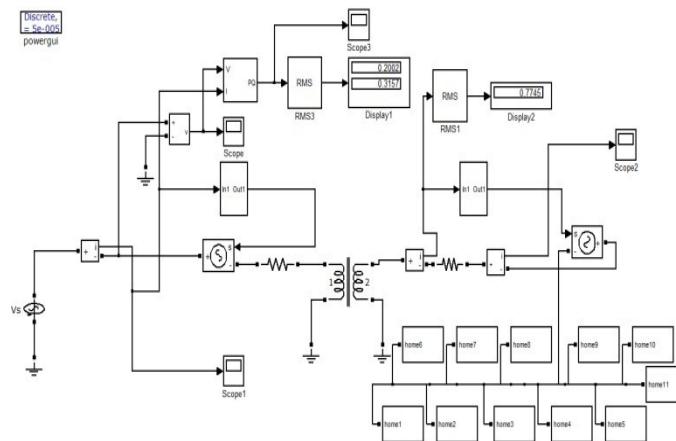 Discrete,
= 5e-005
powergui
Scope3
V
I
PQ
RMS
RMS3
0.2002
0.3157
Display1
RMS
RMS1
0.7745
Display2
+
-
v
Scope
Scope2
In1 Out1
In1 Out1
s
+
-
s
+
-
+
i
-
1
2
+
i
-
+
i
-
Vs
Scope1
home6
home7
home8
home9
home10
home11
home1
home2
home3
home4
home5